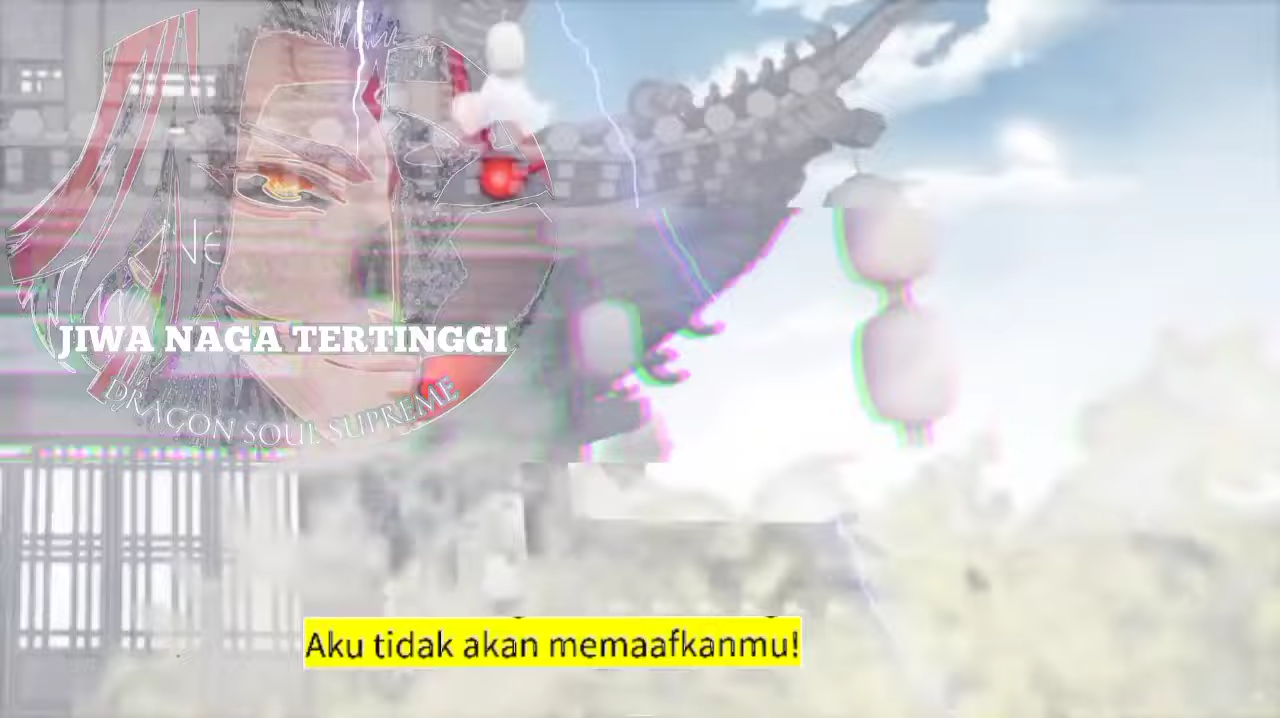 JIWA NAGA TERTINGGI
DRAGON SOUL SUPREME
Aku tidak akan memaafkanmu!